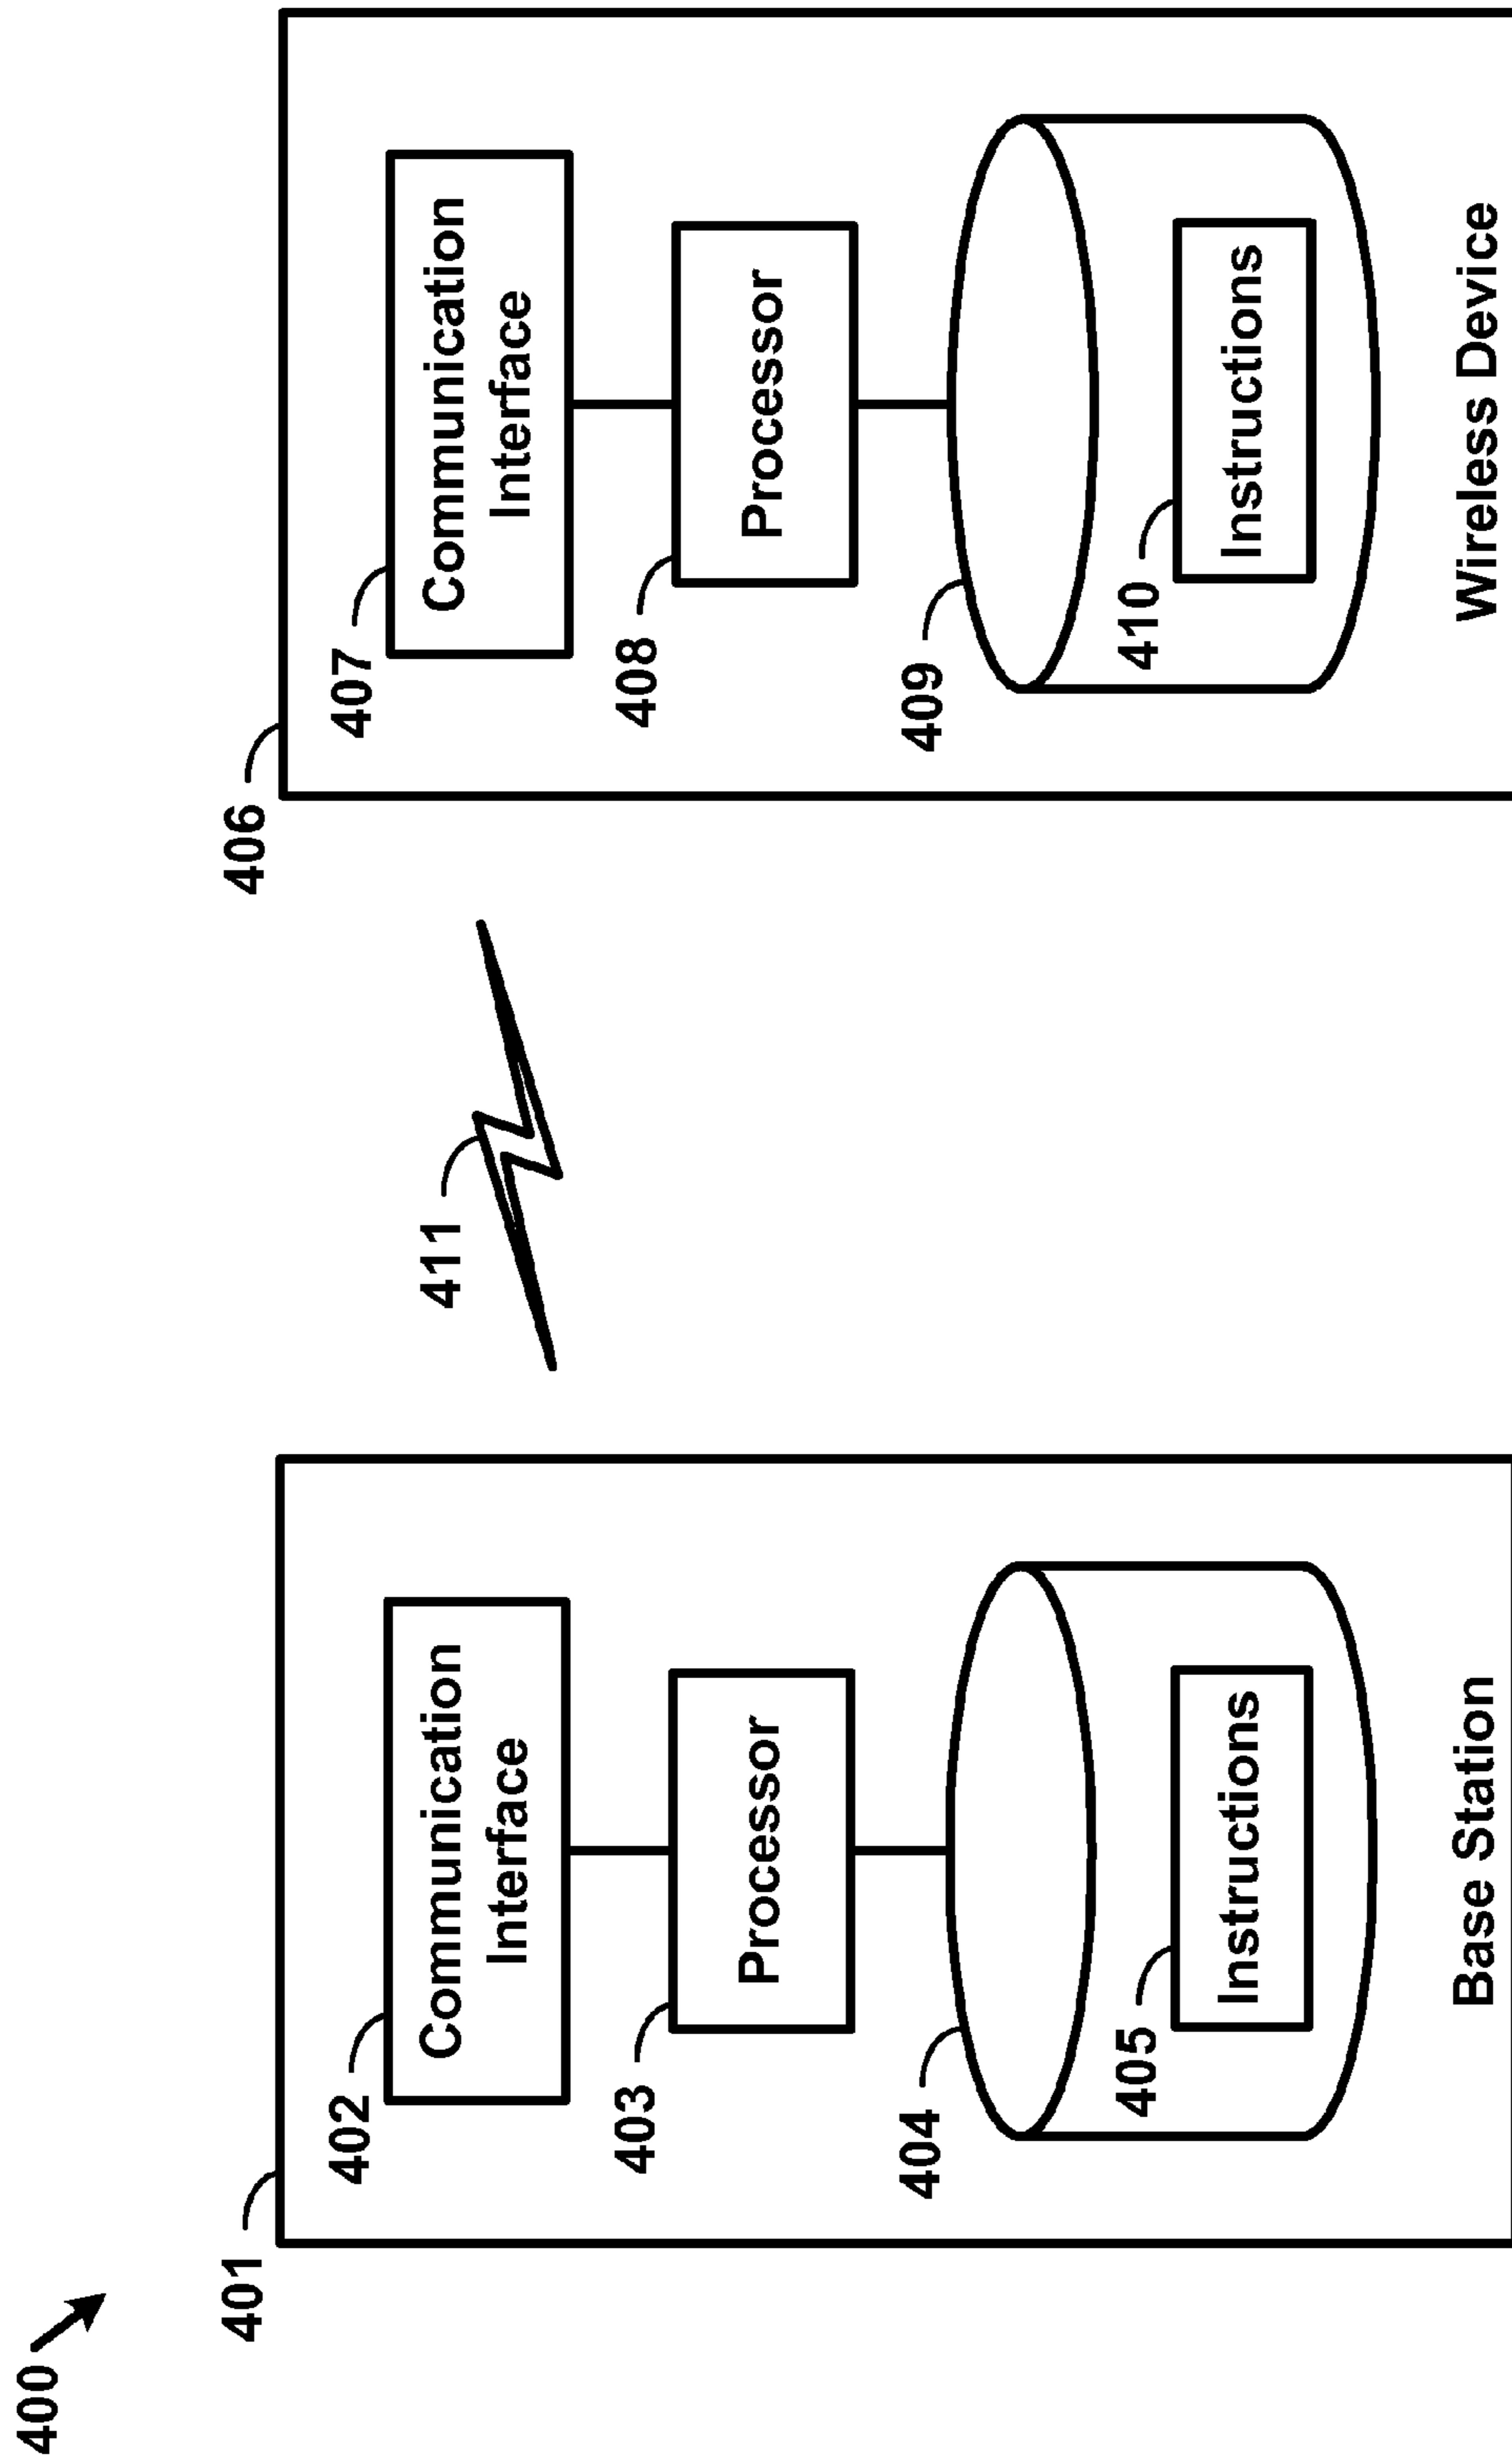 400
401
402
Communication
Interface
403
Processor
404
405
Instructions
Base Station
411
406
407
Communication
Interface
408
Processor
409
410
Instructions
Wireless Device